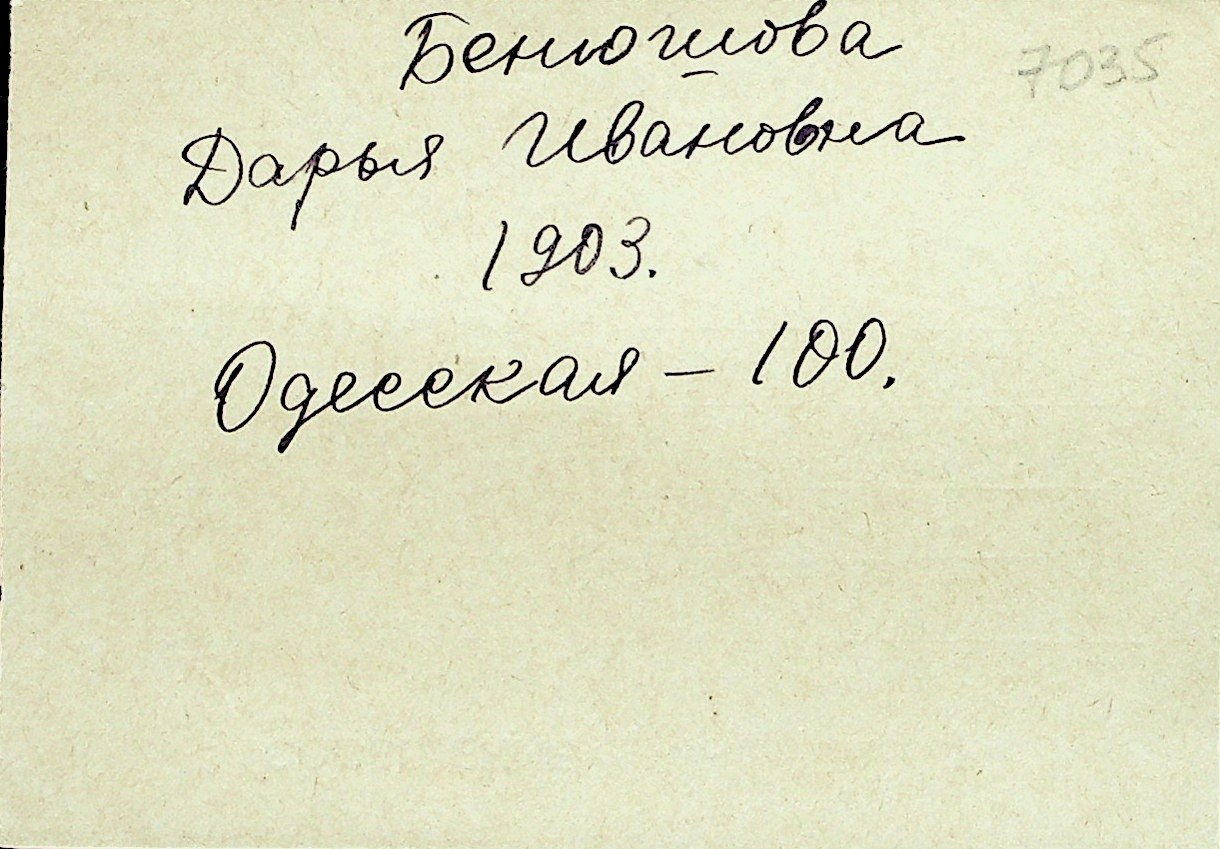 Бенюшова
7035
Дарья Ивановна
1903.
Одесская – 100.